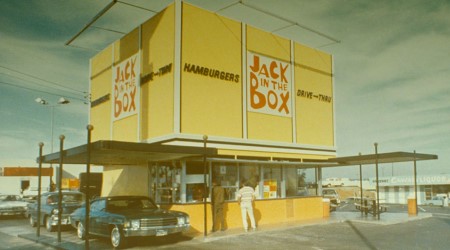 JACK
IN THE
BOX
DRIVE-THRU
HAMBURGERS
JACK
IN THE
BOX
DRIVE-THRU